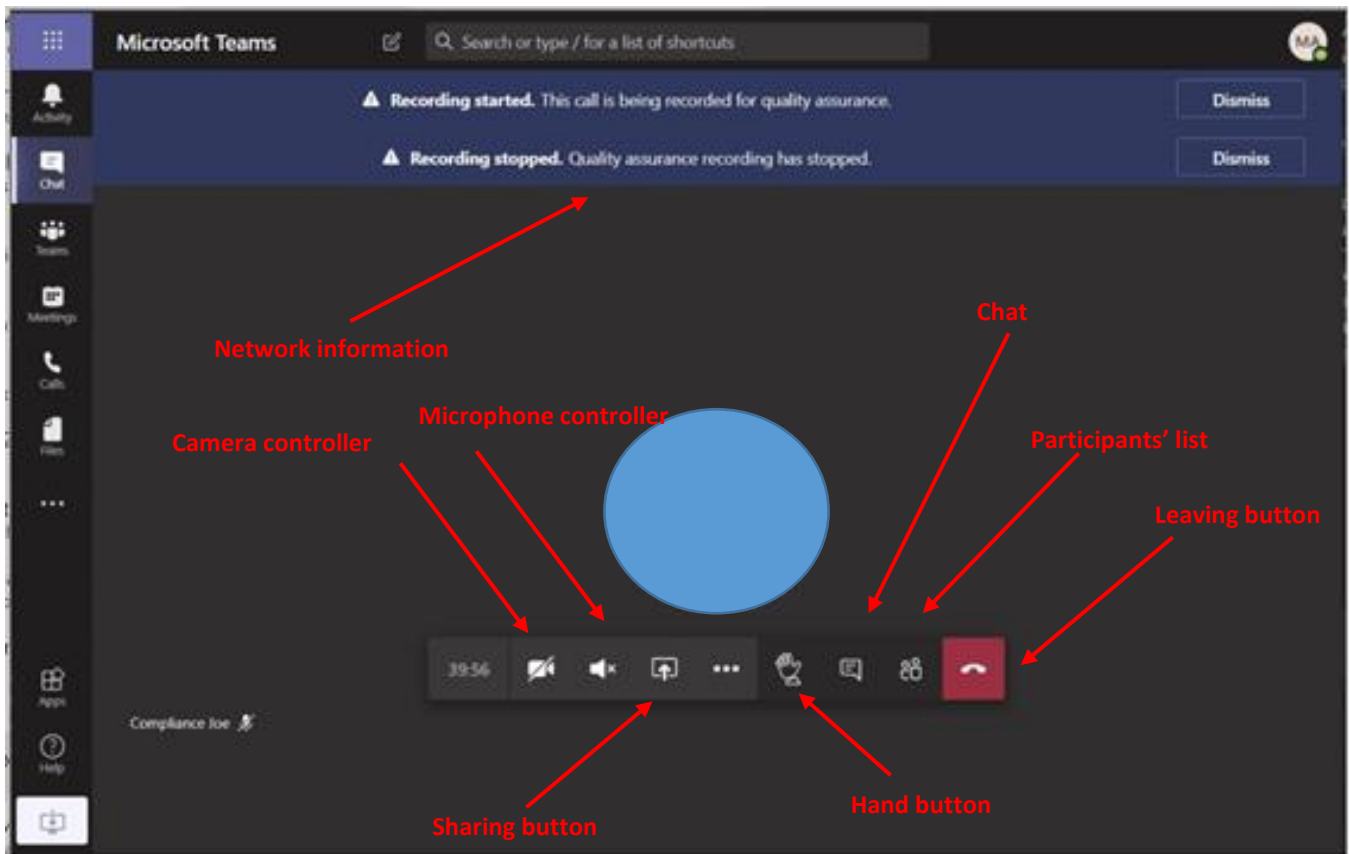 Microsoft Teams
Search or type / for a list of shortcuts
MA
Activity
Recording started. This call is being recorded for quality assurance.
Dismiss
Recording stopped. Quality assurance recording has stopped.
Dismiss
Chat
Teams
Meetings
Calls
Files
Network information
Chat
Microphone controller
Camera controller
Participants’ list
Leaving button
39:56
Apps
Compliance Joe
Help
Sharing button
Hand button